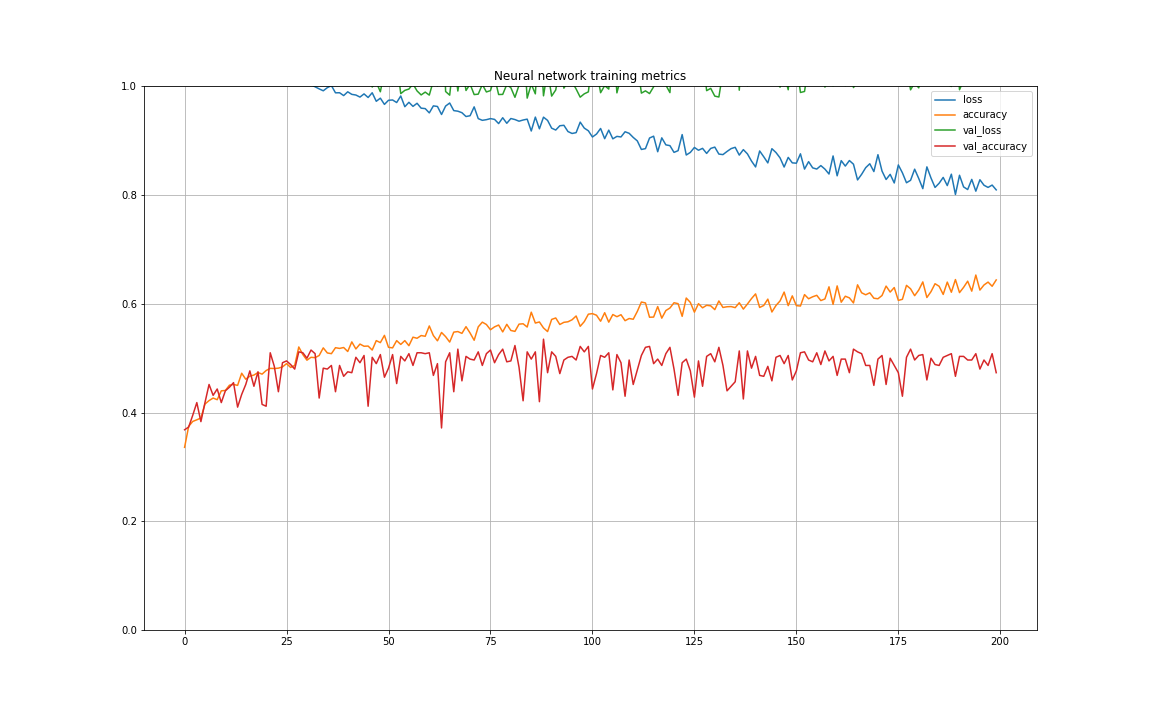 Neural network training metrics
1.0
0.8
0.6
0.4
0.2
0.0
loss
accuracy
val_loss
val_accuracy
0 25 50 75 100 125 150 175 200